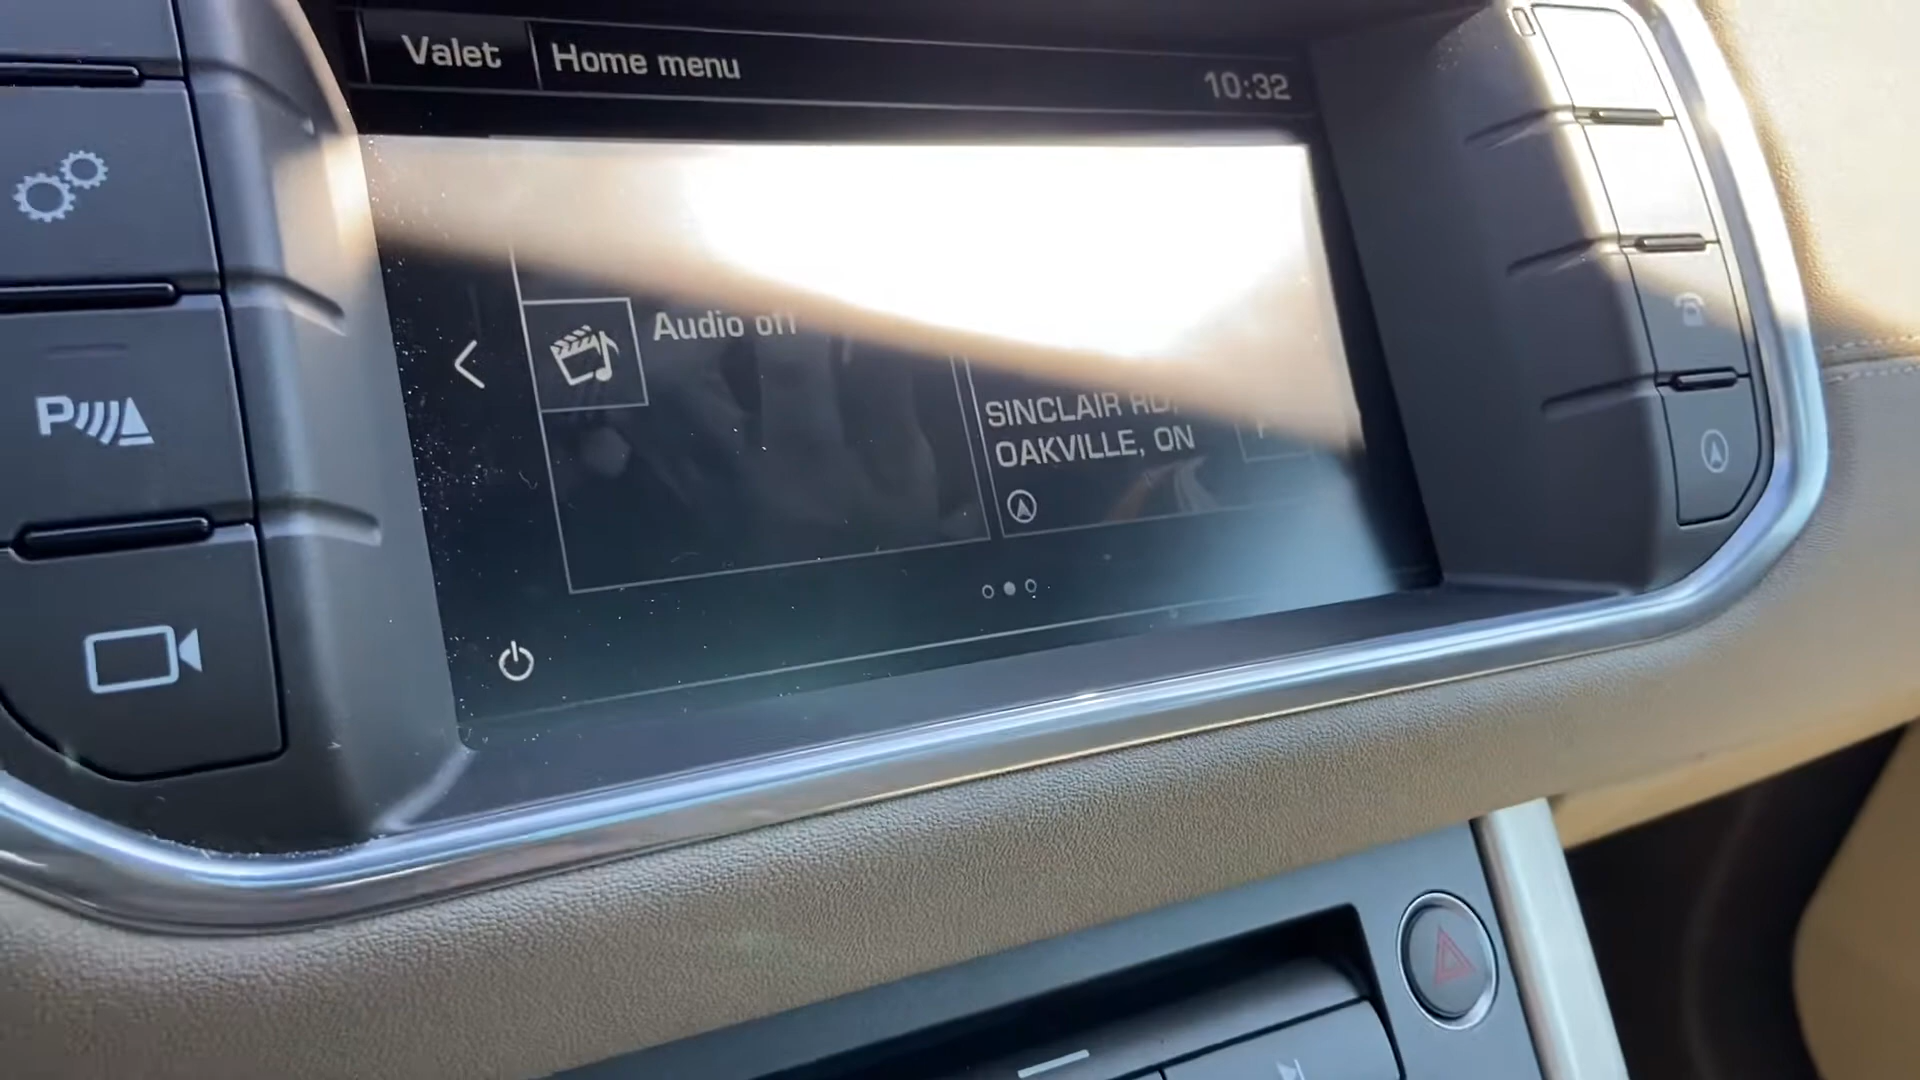 Valet
Home menu
10:32
Audio off
SINCLAIR RD,
OAKVILLE, ON
P